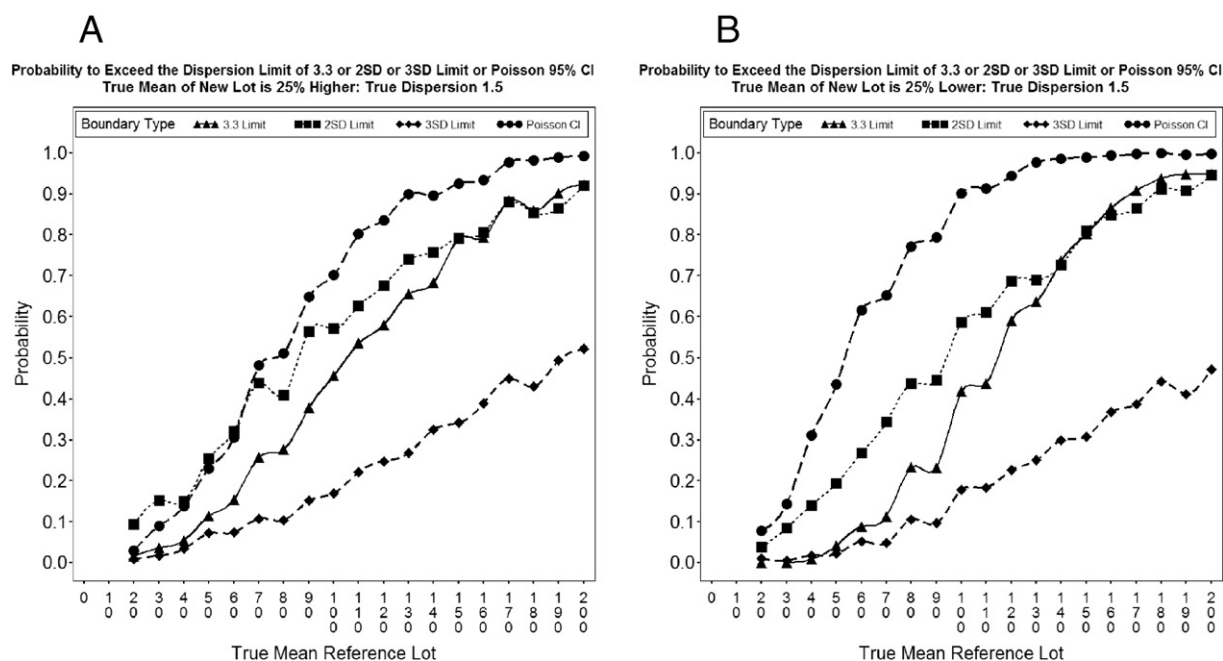 A
Probability to Exceed the Dispersion Limit of 3.3 or 2SD or 3SD Limit or Poisson 95% CI
True Mean of New Lot is 25% Higher: True Dispersion 1.5
Boundary Type 3.3 Limit 2SD Limit 3SD Limit Poisson CI
1.0
0.9
0.8
0.7
0.6
0.5
0.4
0.3
0.2
0.1
0.0
Probability
0 10 20 30 40 50 60 70 80 90 100 110 120 130 140 150 160 170 180 190 200
True Mean Reference Lot
B
Probability to Exceed the Dispersion Limit of 3.3 or 2SD or 3SD Limit or Poisson 95% CI
True Mean of New Lot is 25% Lower: True Dispersion 1.5
Boundary Type 3.3 Limit 2SD Limit 3SD Limit Poisson CI
1.0
0.9
0.8
0.7
0.6
0.5
0.4
0.3
0.2
0.1
0.0
Probability
0 10 20 30 40 50 60 70 80 90 100 110 120 130 140 150 160 170 180 190 200
True Mean Reference Lot